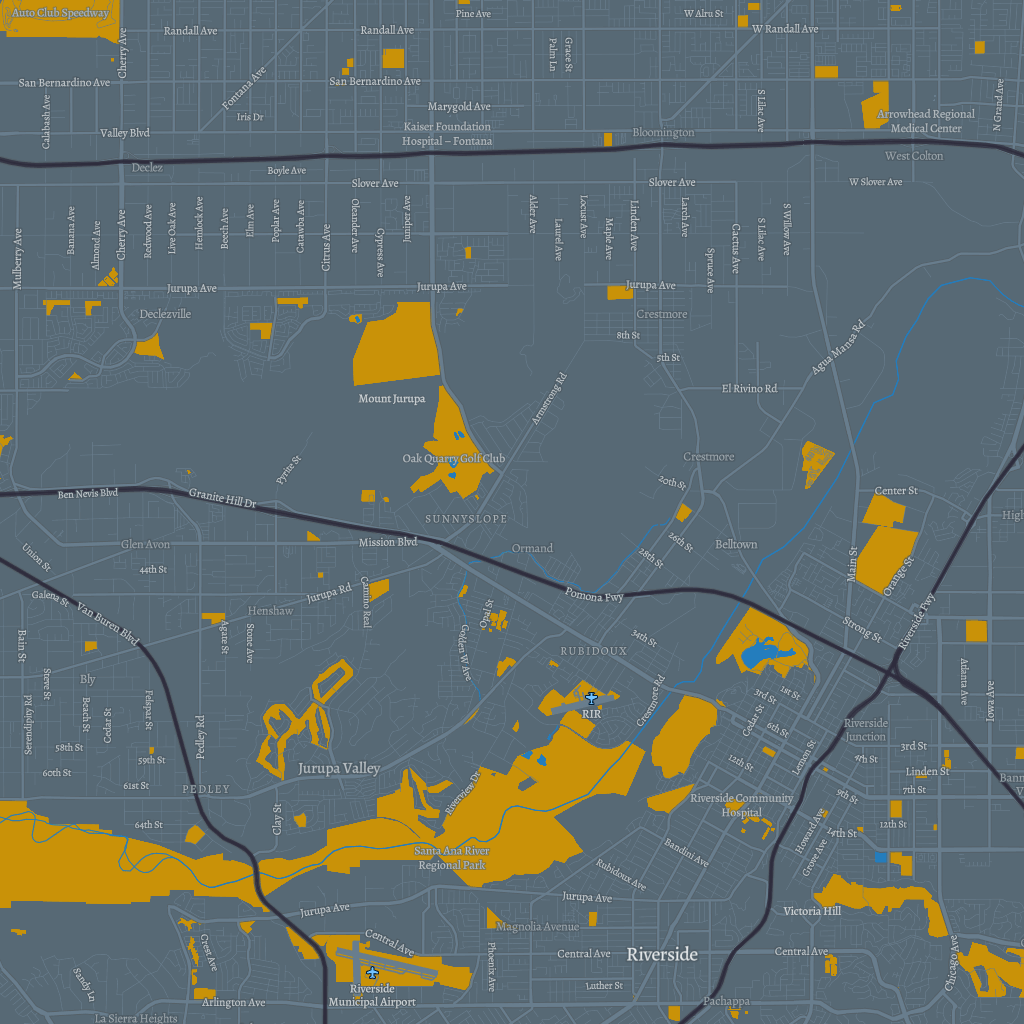 Auto Club Speedway
Pine Ave
W Alru St
Randall Ave
Randall Ave
W Randall Ave
Cherry Ave
Palm Ln
Grace St
San Bernardino Ave
Fontana Ave
San Bernardino Ave
Calabash Ave
Iris Dr
Marygold Ave
S Lilac Ave
N Grand Ave
Arrowhead Regional
Medical Center
Valley Blvd
Kaiser Foundation
Hospital – Fontana
Bloomington
West Colton
Declez
Boyle Ave
Slover Ave
Slover Ave
W Slover Ave
Mulberry Ave
Banana Ave
Almond Ave
Cherry Ave
Redwood Ave
Live Oak Ave
Hemlock Ave
Beech Ave
Elm Ave
Poplar Ave
Catawba Ave
Citrus Ave
Oleander Ave
Cypress Ave
Juniper Ave
Alder Ave
Laurel Ave
Locust Ave
Maple Ave
Linden Ave
Larch Ave
Spruce Ave
Cactus Ave
S Lilac Ave
S Willow Ave
Jurupa Ave
Jurupa Ave
Jurupa Ave
Declezville
Crestmore
8th St
5th St
Agua Mansa Rd
Mount Jurupa
Armstrong Rd
El Rivino Rd
Oak Quarry Golf Club
Crestmore
Pyrite St
20th St
Ben Nevis Blvd
Granite Hill Dr
Center St
SUNNYSLOPE
High
Union St
Glen Avon
Mission Blvd
Ormand
26th St
Belltown
28th St
Main St
Orange St
44th St
Galena St
Van Buren Blvd
Henshaw
Jurupa Rd
Camino Real
Pomona Fwy
Riverside Fwy
Opal St
Agate St
Stone Ave
Golden W Ave
34th St
Strong St
Bain St
RUBIDOUX
Bly
Steve St
Crestmore Rd
1st St
3rd St
Atlanta Ave
Iowa Ave
Serendipity Rd
Beach St
Cedar St
Felspar St
Pedley Rd
RIR
Cedar St
6th St
Riverside
Junction
58th St
59th St
60th St
61st St
12th St
Lemon St
3rd St
4th St
Linden St
7th St
Bann
V
Jurupa Valley
PEDLEY
Riverview Dr
Riverside Community
Hospital
9th St
64th St
Clay St
Howard Ave
14th St
12th St
Grove Ave
Santa Ana River
Regional Park
Bandini Ave
Rubidoux Ave
Jurupa Ave
Jurupa Ave
Victoria Hill
Magnolia Avenue
Crest Ave
Central Ave
Phoenix Ave
Central Ave
Riverside
Central Ave
Chicago Ave
Sandy Ln
Riverside
Municipal Airport
Luther St
Arlington Ave
Pachappa
La Sierra Heights